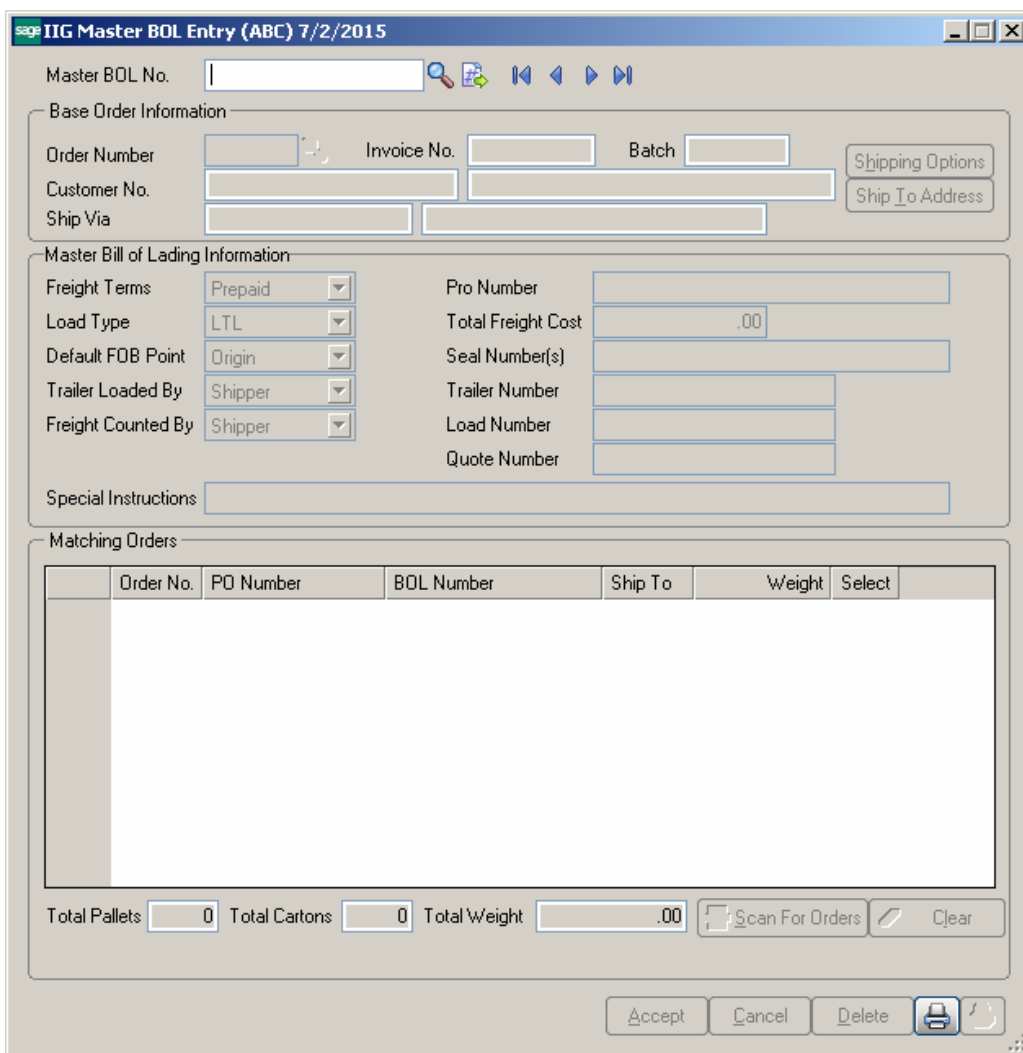 sage IIG Master BOL Entry (ABC) 7/2/2015
Master BOL No.
Base Order Information
Order Number Invoice No. Batch Shipping Options
Customer No. Ship To Address
Ship Via
Master Bill of Lading Information
Freight Terms Prepaid Pro Number
Load Type LTL Total Freight Cost .00
Default FOB Point Origin Seal Number(s)
Trailer Loaded By Shipper Trailer Number
Freight Counted By Shipper Load Number
Quote Number
Special Instructions
Matching Orders
Order No. PO Number BOL Number Ship To Weight Select
Total Pallets 0 Total Cartons 0 Total Weight .00 Scan For Orders Clear
Accept Cancel Delete